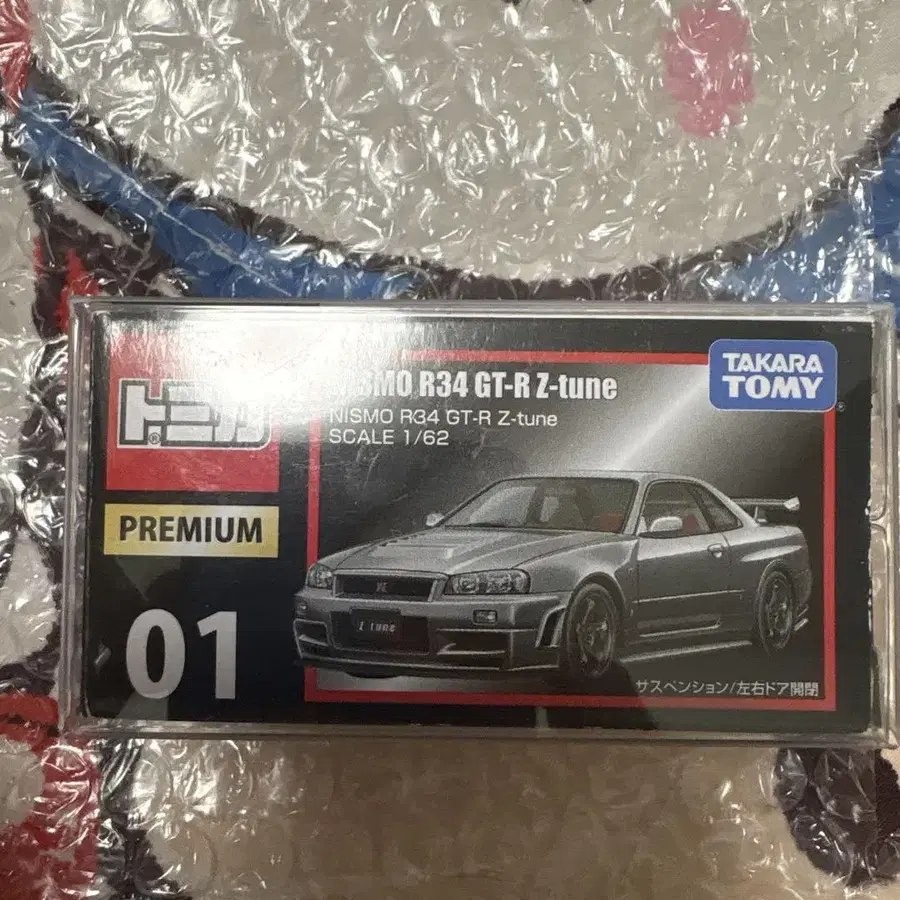 トミカ®
NISMO R34 GT-R Z-tune
NISMO R34 GT-R Z-tune
SCALE 1/62
TAKARA
TOMY
®
PREMIUM
01
Z tune
サスペンション/左右ドア開閉